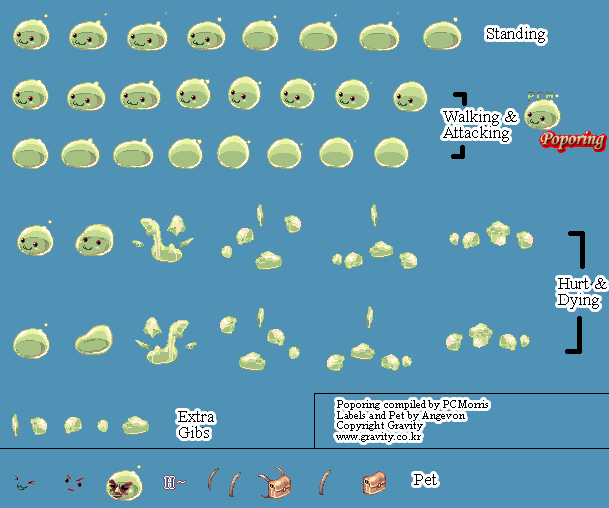 Standing
Walking &
Attacking
PCM.
Poporing
Hurt &
Dying
Extra
Gibs
Poporing compiled by PCMorris
Labels and Pet by Angevon
Copyright Gravity
www.gravity.co.kr
Pet